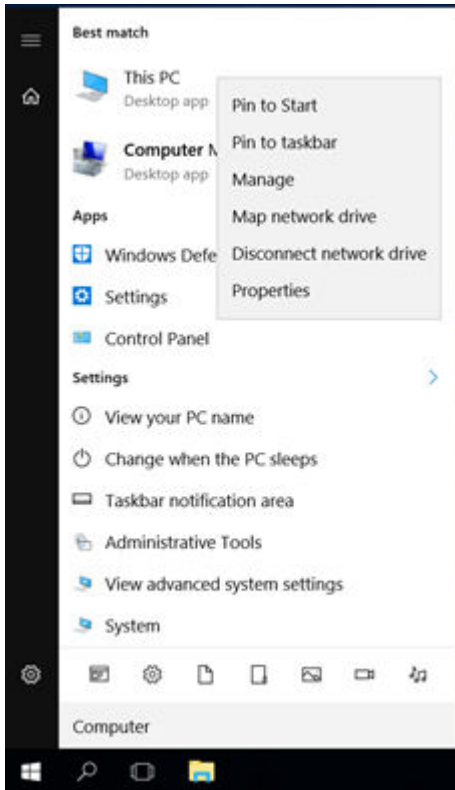 Best match
This PC
Desktop app
Pin to Start
Computer M
Pin to taskbar
Desktop app
Manage
Apps
Map network drive
Windows Defe
Disconnect network drive
Settings
Properties
Control Panel
Settings
View your PC name
Change when the PC sleeps
Taskbar notification area
Administrative Tools
View advanced system settings
System
Computer